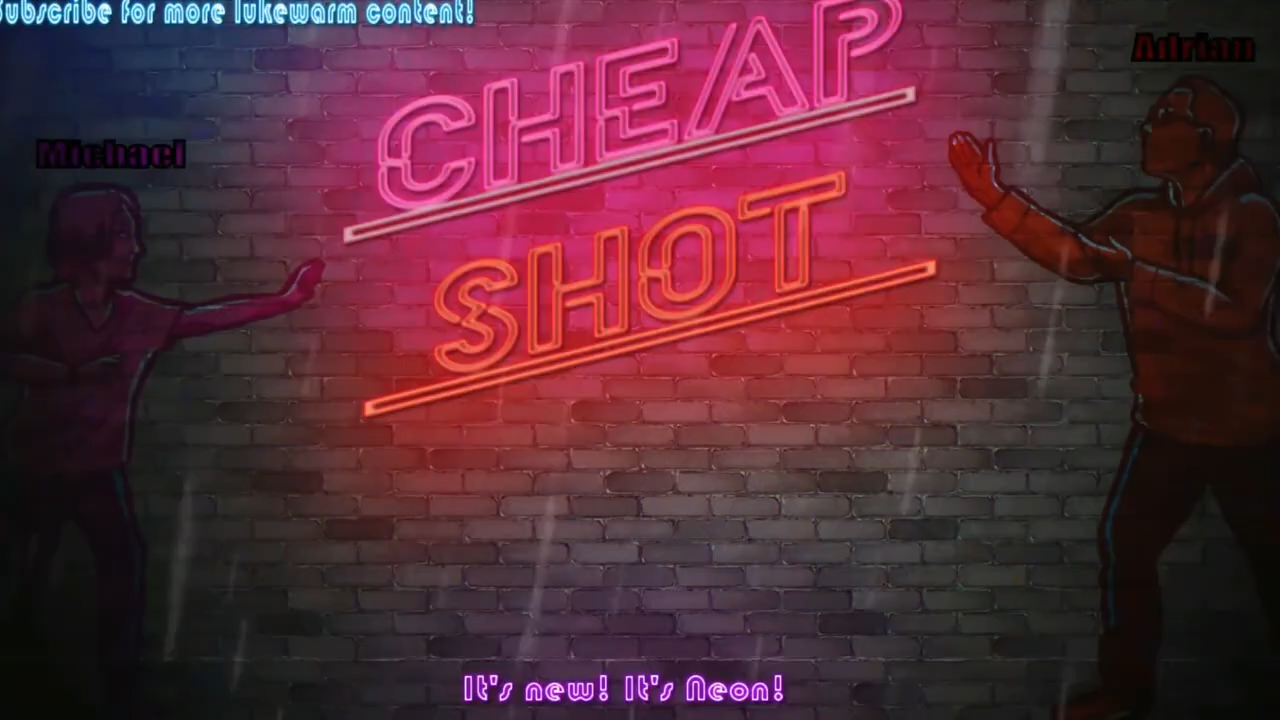 Subscribe for more lukewarm content!
CHEAP
Adrian
Michael
SHOT
It's new! It's Neon!